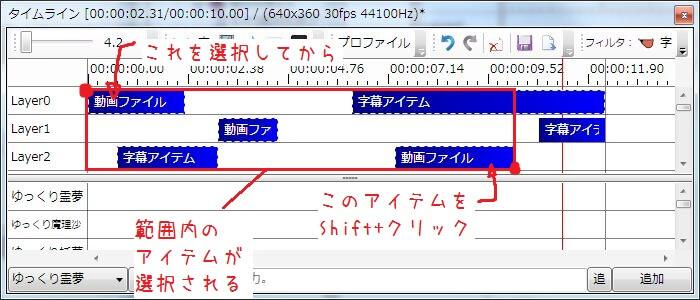 タイムライン [00:00:02.31/00:00:10.00] / (640x360 30fps 44100Hz)*
4.2
プロファイル
フィルタ：
字
これを選択してから
00:00:00.00 00:00:02.38 00:00:04.76 00:00:07.14 00:00:09.52 00:00:11.90
Layer0 動画ファイル 字幕アイテム
Layer1 動画ファ 字幕アイテ
Layer2 字幕アイテム 動画ファイル
このアイテムを
Shift+クリック
範囲内の
アイテムが
選択される
ゆっくり霊夢
ゆっくり魔理沙
ゆっくり霊夢
力。
追
追加